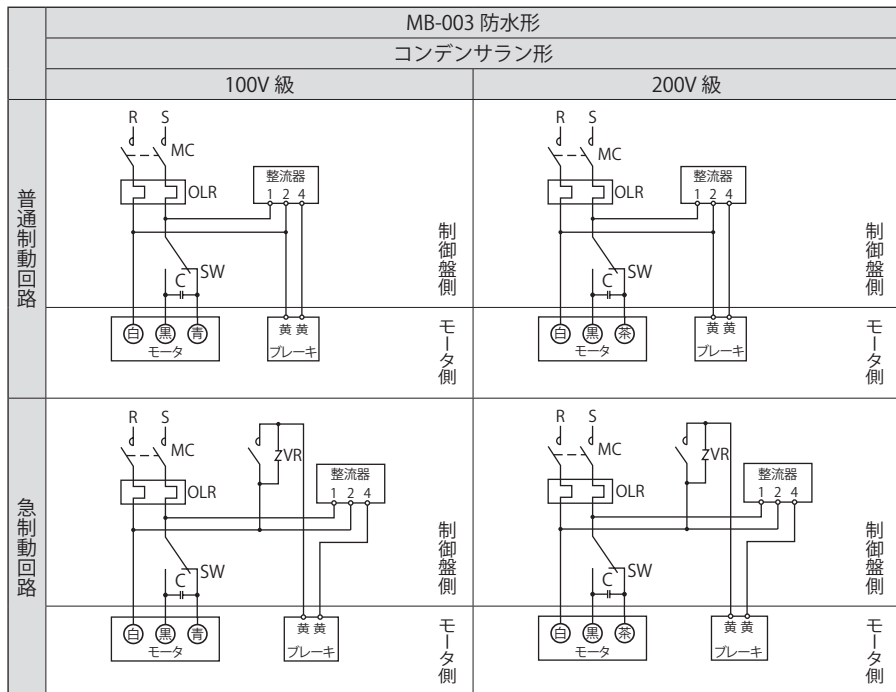 MB-003 防水形
コンデンサラン形
100V 級
200V 級
普通制動回路
R S
MC
OLR
整流器
1 2 4
SW
C
制御盤側
白 黒 青
モータ
黄 黄
ブレーキ
モータ側
R S
MC
OLR
整流器
1 2 4
SW
C
制御盤側
白 黒 茶
モータ
黄 黄
ブレーキ
モータ側
急制動回路
R S
MC
VR
OLR
整流器
1 2 4
SW
C
制御盤側
白 黒 青
モータ
黄 黄
ブレーキ
モータ側
R S
MC
VR
OLR
整流器
1 2 4
SW
C
制御盤側
白 黒 茶
モータ
黄 黄
ブレーキ
モータ側